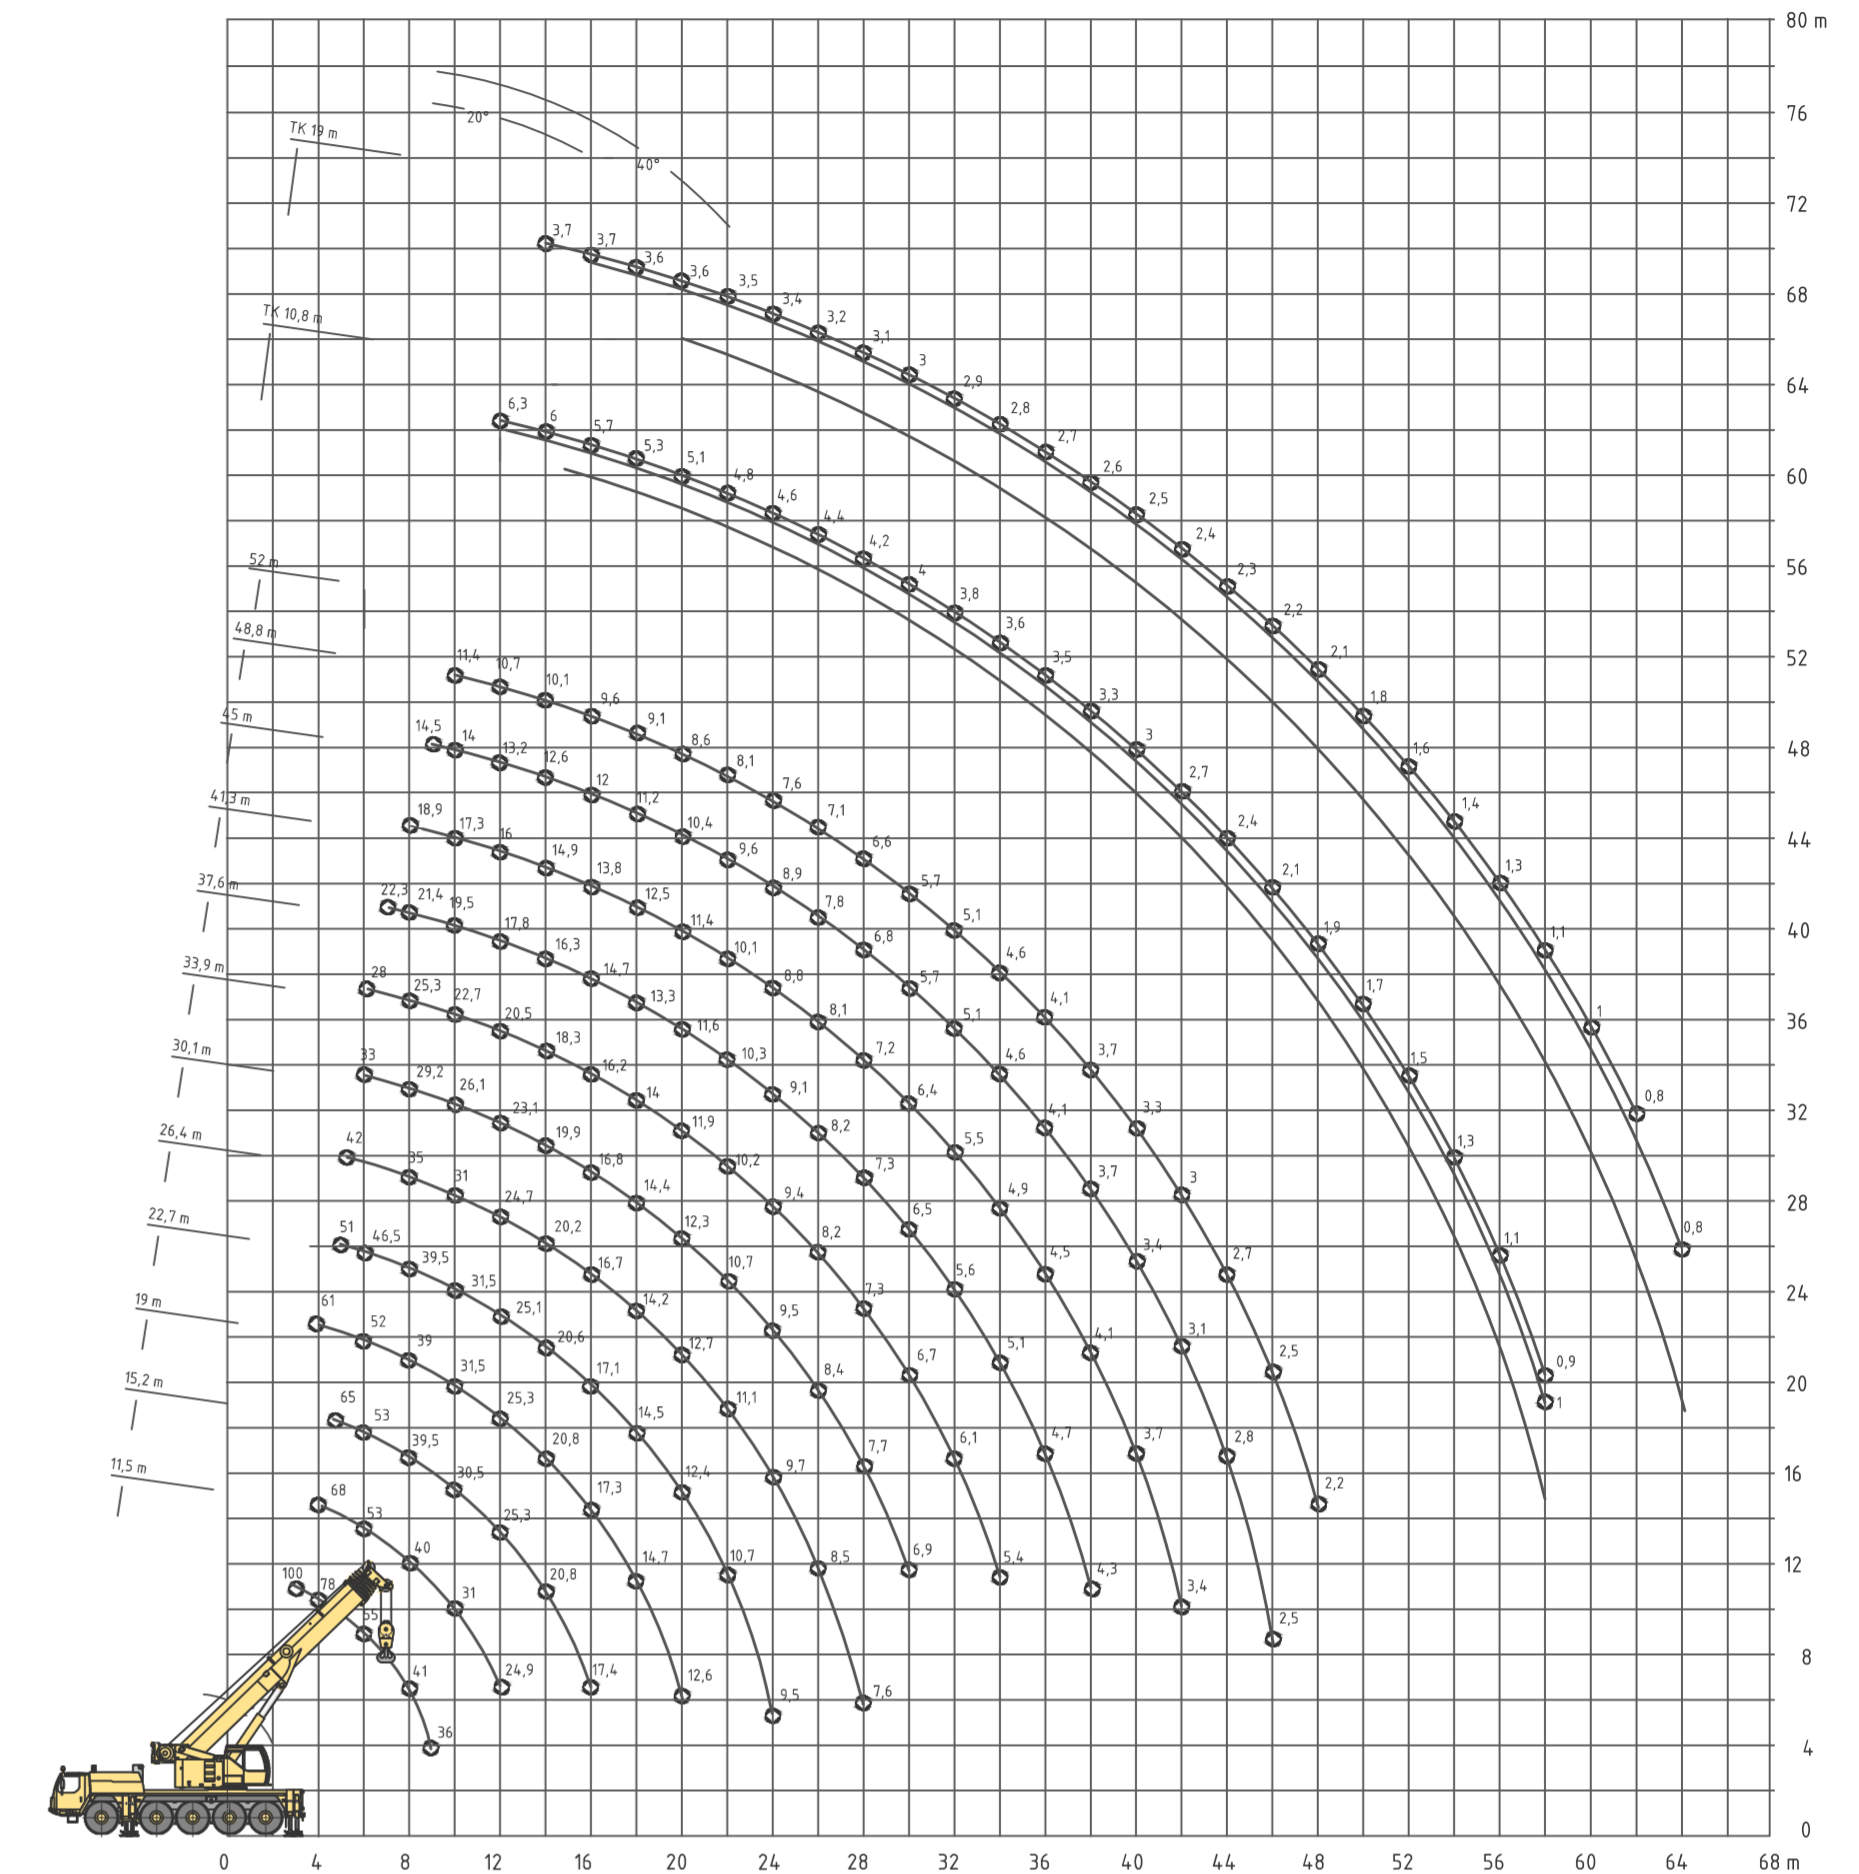 80 m
76
20°
TK 19 m
40°
72
3,7 3,7 3,6 3,6 3,5 3,4 3,2 3,1 3 2,9 2,8 2,7 2,6 2,5 2,4 2,3 2,2 2,1 1,8 1,6 1,4 1,3 1,1 1 0,8 0,8
68
TK 10,8 m
64
6,3 6 5,7 5,3 5,1 4,8 4,6 4,4 4,2 4 3,8 3,6 3,5 3,3 3 2,7 2,4 2,1 1,9 1,7 1,5 1,3 1,1 0,9 1
60
56
52 m
11,4 10,7 10,1 9,6 9,1 8,6 8,1 7,6 7,1 6,6 5,7 5,1 4,6 4,1 3,7 3,3 3 2,7 2,5 2,2
52
48,8 m
14,5 14 13,2 12,6 12 11,2 10,4 9,6 8,9 7,8 6,8 5,7 5,1 4,6 4,1 3,7 3,4 3,1 2,8 2,5
48
45 m
18,9 17,3 16 14,9 13,8 12,5 11,4 10,1 8,8 8,1 7,2 6,4 5,5 4,9 4,5 4,1 3,7 3,4
44
41,3 m
22,3 21,4 19,5 17,8 16,3 14,7 13,3 11,6 10,3 9,1 8,2 7,3 6,5 5,6 5,1 4,7 4,3
40
37,6 m
28 25,3 22,7 20,5 18,3 16,2 14 11,9 10,2 9,4 8,2 7,3 6,7 6,1 5,4
36
33,9 m
33 29,2 26,1 23,1 19,9 16,8 14,4 12,3 10,7 9,5 8,4 7,7 6,9
32
30,1 m
42 35 31 24,7 20,2 16,7 14,2 12,7 11,1 9,7 8,5 7,6
28
26,4 m
51 46,5 39,5 31,5 25,1 20,6 17,1 14,5 12,4 10,7 9,5
24
22,7 m
61 52 39 31,5 25,3 20,8 17,3 14,7 12,6
20
19 m
65 53 39,5 30,5 25,3 20,8 17,4
16
15,2 m
68 53 40 31 24,9
12
11,5 m
100 78 55 41 36
8
4
0
0 4 8 12 16 20 24 28 32 36 40 44 48 52 56 60 64 68 m